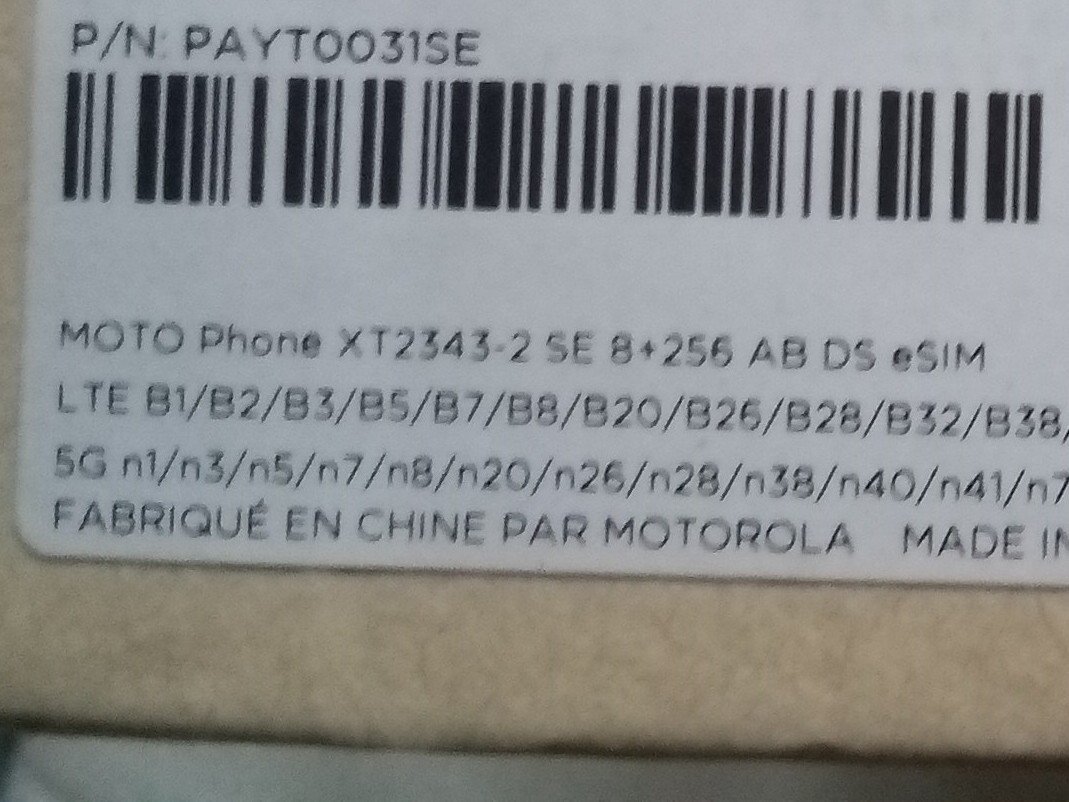 P/N: PAYT0031SE
MOTO Phone XT2343-2 SE 8+256 AB DS eSIM
LTE B1/B2/B3/B5/B7/B8/B20/B26/B28/B32/B38/
5G n1/n3/n5/n7/n8/n20/n26/n28/n38/n40/n41/n7
FABRIQUÉ EN CHINE PAR MOTOROLA MADE IN